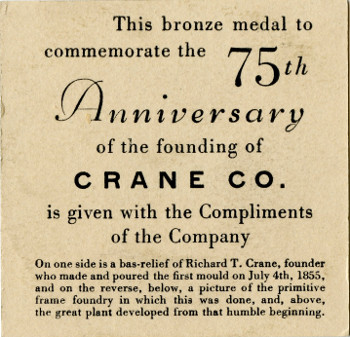 This bronze medal to
commemorate the 75th
Anniversary
of the founding of
CRANE CO.
is given with the Compliments
of the Company
On one side is a bas-relief of Richard T. Crane, founder
who made and poured the first mould on July 4th, 1855,
and on the reverse, below, a picture of the primitive
frame foundry in which this was done, and, above,
the great plant developed from that humble beginning.